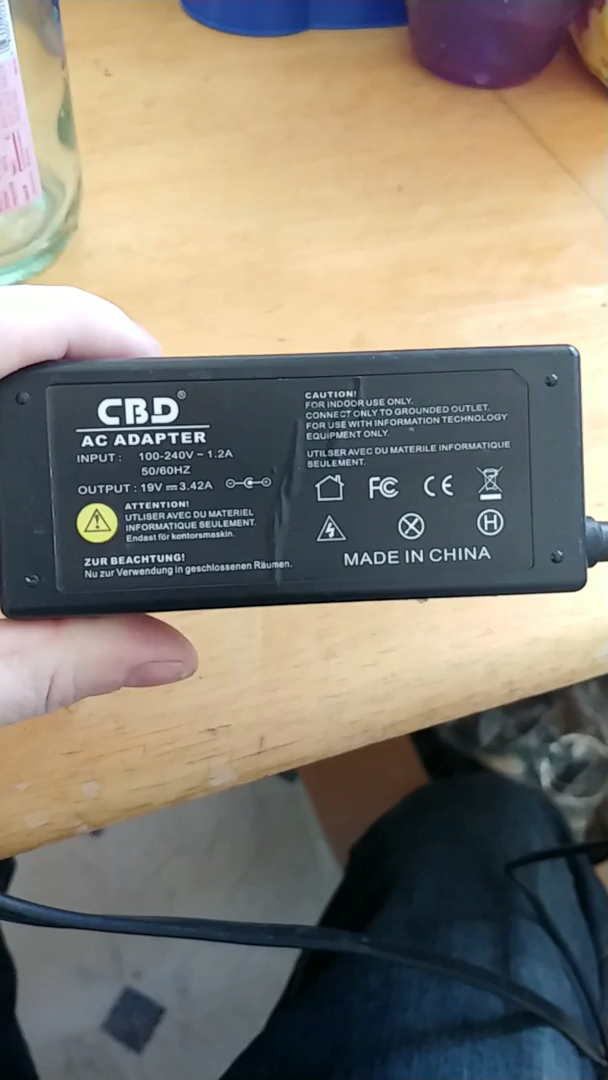 CBD®
AC ADAPTER
INPUT : 100-240V ~ 1.2A
50/60HZ
OUTPUT : 19V ⎓ 3.42A
ATTENTION!
UTLISER AVEC DU MATERIEL
INFORMATIQUE SEULEMENT.
Endast för kontorsmaskin.
ZUR BEACHTUNG!
Nu zur Verwendung in geschlossenen Räumen.
CAUTION!
FOR INDOOR USE ONLY.
CONNECT ONLY TO GROUNDED OUTLET.
FOR USE WITH INFORMATION TECHNOLOGY
EQUIPMENT ONLY.
UTILSER AVEC DU MATERILE INFORMATIQUE
SEULEMENT.
FC CE
H
MADE IN CHINA